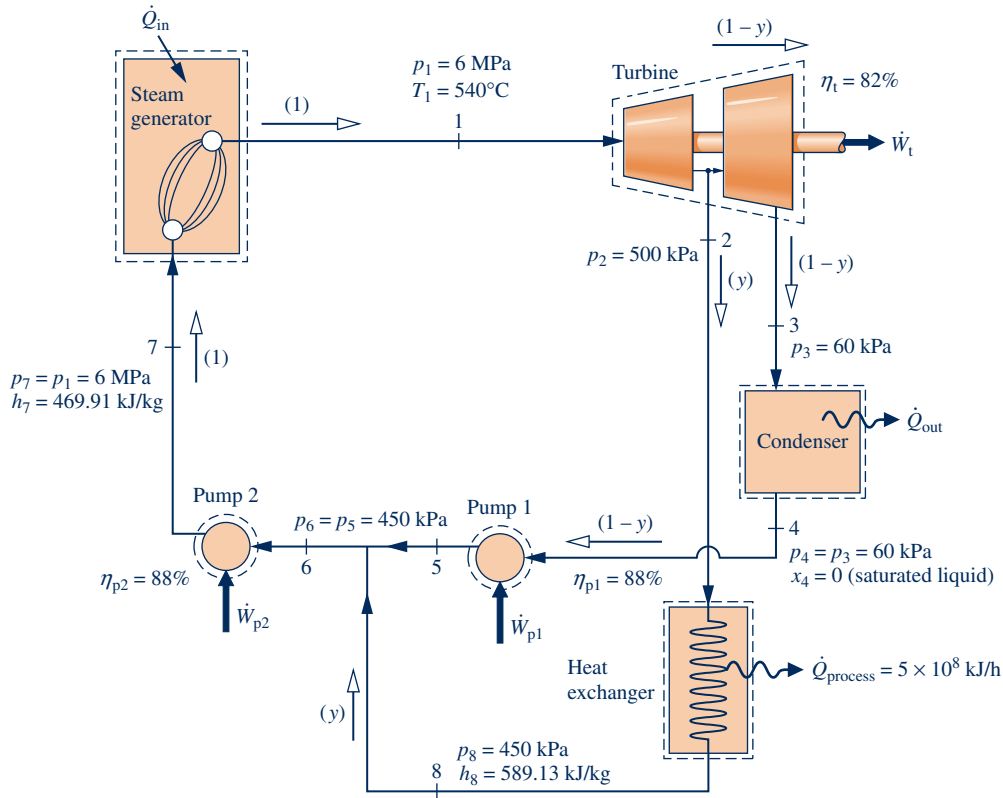 Q̇in
Steam
generator
(1)
p1 = 6 MPa
T1 = 540°C
1
Turbine
(1 – y)
ηt = 82%
Ẇt
2
p2 = 500 kPa
(y)
(1 – y)
3
p3 = 60 kPa
7
(1)
p7 = p1 = 6 MPa
h7 = 469.91 kJ/kg
Condenser
Q̇out
Pump 2
p6 = p5 = 450 kPa
Pump 1
(1 – y)
4
p4 = p3 = 60 kPa
x4 = 0 (saturated liquid)
6
5
ηp2 = 88%
ηp1 = 88%
Ẇp2
Ẇp1
Heat
exchanger
Q̇process = 5 × 10⁸ kJ/h
(y)
p8 = 450 kPa
8
h8 = 589.13 kJ/kg